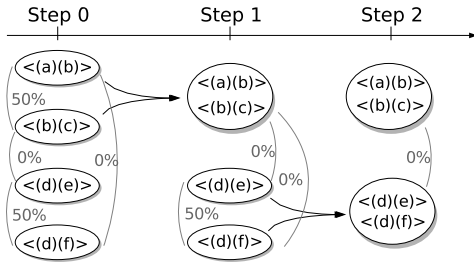 Step 0 Step 1 Step 2
<(a)(b)>
50%
<(b)(c)>
0% 0%
<(d)(e)>
50%
<(d)(f)>
<(a)(b)>
<(b)(c)>
0%
0%
<(d)(e)>
50%
<(d)(f)>
<(a)(b)>
<(b)(c)>
0%
<(d)(e)>
<(d)(f)>